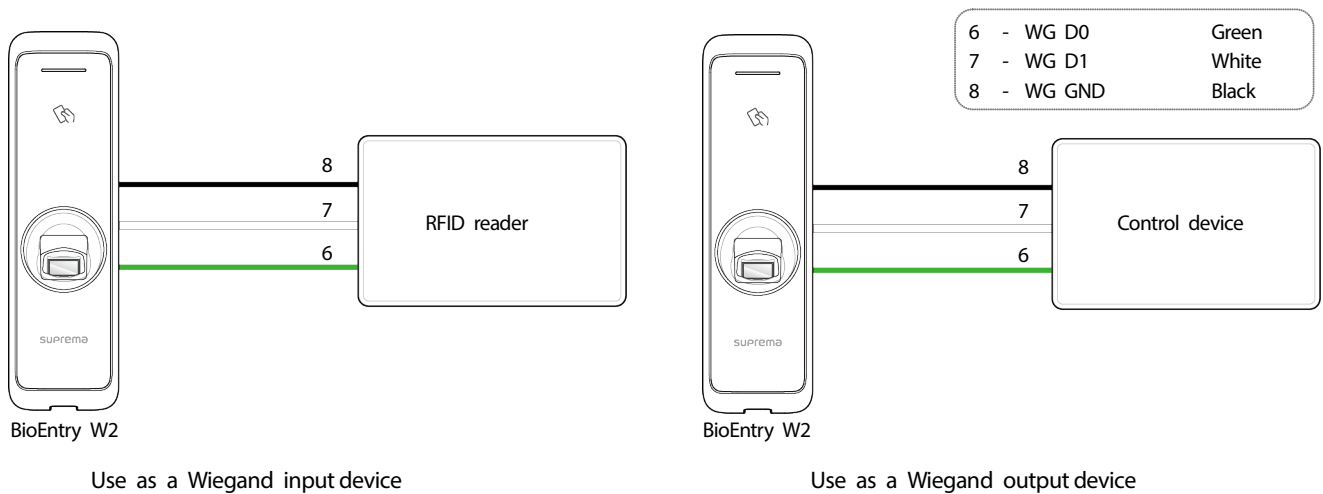 8
7
6
RFID reader
suprema
BioEntry W2
Use as a Wiegand input device
6 - WG D0 Green
7 - WG D1 White
8 - WG GND Black
8
7
6
Control device
suprema
BioEntry W2
Use as a Wiegand output device